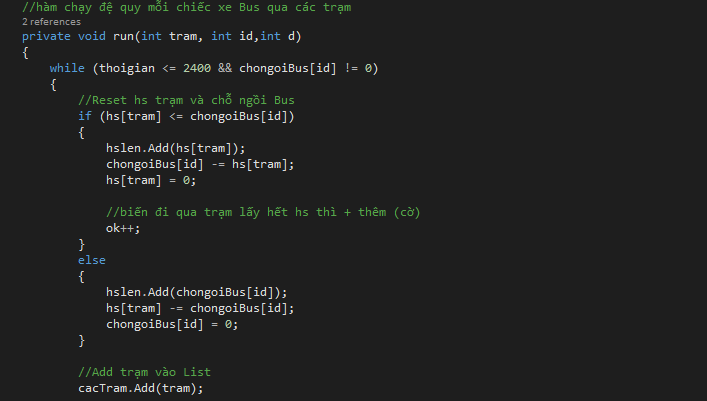 //hàm chạy đệ quy mỗi chiếc xe Bus qua các trạm
2 references
private void run(int tram, int id,int d)
{
while (thoigian <= 2400 && chongoiBus[id] != 0)
{
//Reset hs trạm và chỗ ngồi Bus
if (hs[tram] <= chongoiBus[id])
{
hslen.Add(hs[tram]);
chongoiBus[id] -= hs[tram];
hs[tram] = 0;
//biến đi qua trạm lấy hết hs thì + thêm (cờ)
ok++;
}
else
{
hslen.Add(chongoiBus[id]);
hs[tram] -= chongoiBus[id];
chongoiBus[id] = 0;
}
//Add trạm vào List
cacTram.Add(tram);